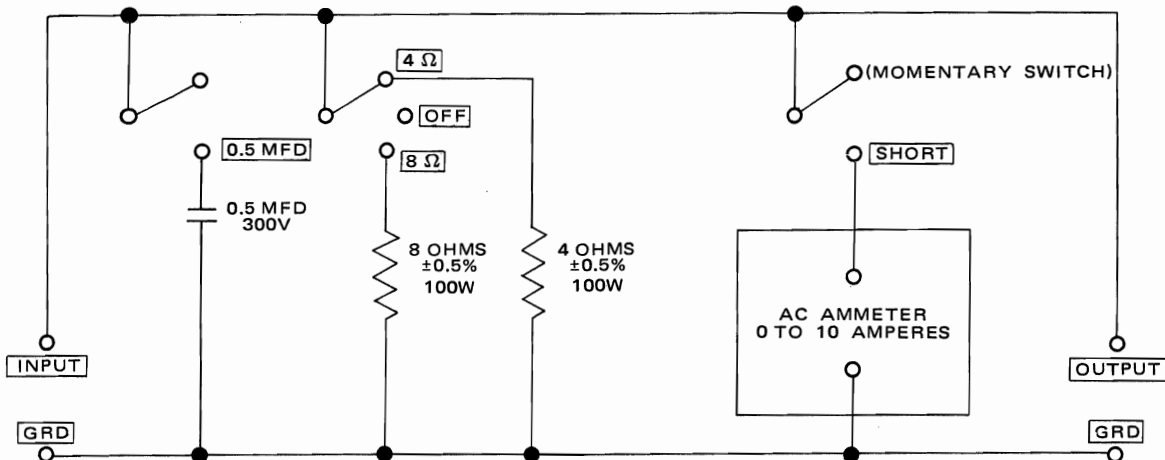 4 Ω
(MOMENTARY SWITCH)
OFF
0.5 MFD
8 Ω
SHORT
0.5 MFD
300V
8 OHMS
±0.5%
100W
4 OHMS
±0.5%
100W
AC AMMETER
0 TO 10 AMPERES
INPUT
OUTPUT
GRD
GRD